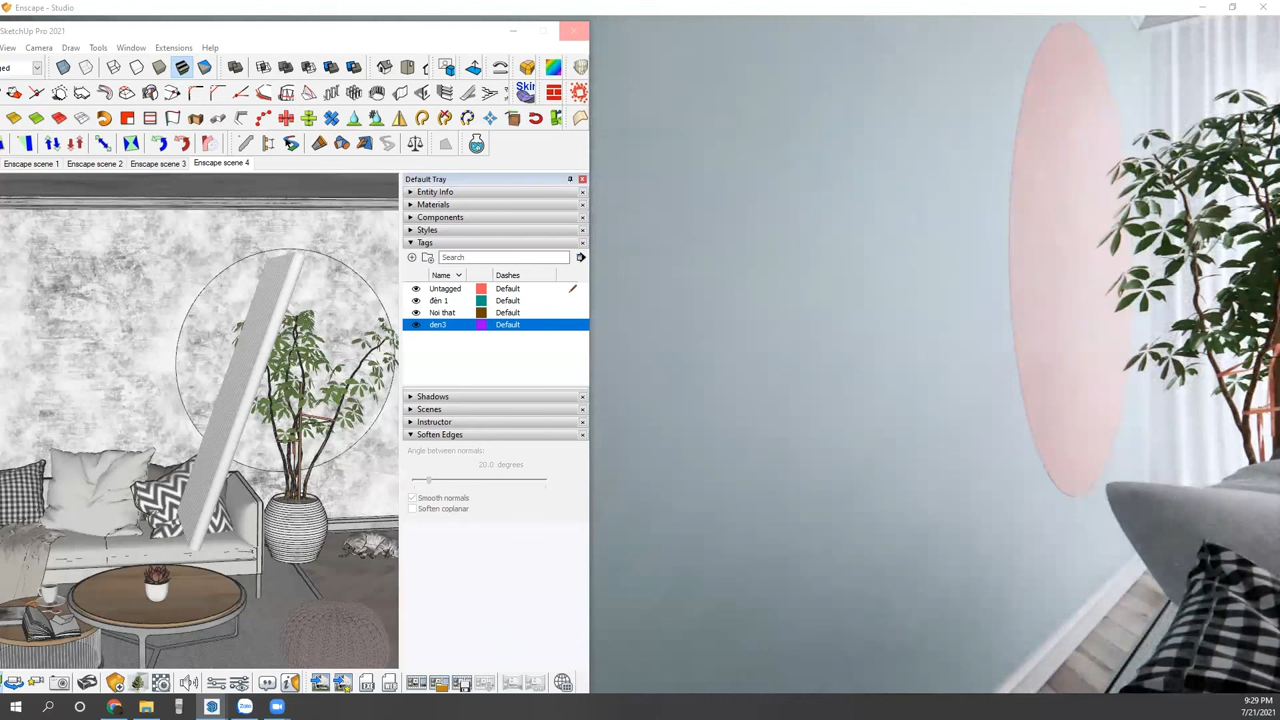 Enscape - Studio
SketchUp Pro 2021
View Camera Draw Tools Window Extensions Help
ged
Skin
Enscape scene 1 Enscape scene 2 Enscape scene 3 Enscape scene 4
Default Tray
Entity Info
Materials
Components
Styles
Tags
Search
Name Dashes
Untagged Default
đèn 1 Default
Noi that Default
den3 Default
Shadows
Scenes
Instructor
Soften Edges
Angle between normals:
20.0 degrees
Smooth normals
Soften coplanar
Zalo
9:29 PM
7/21/2021